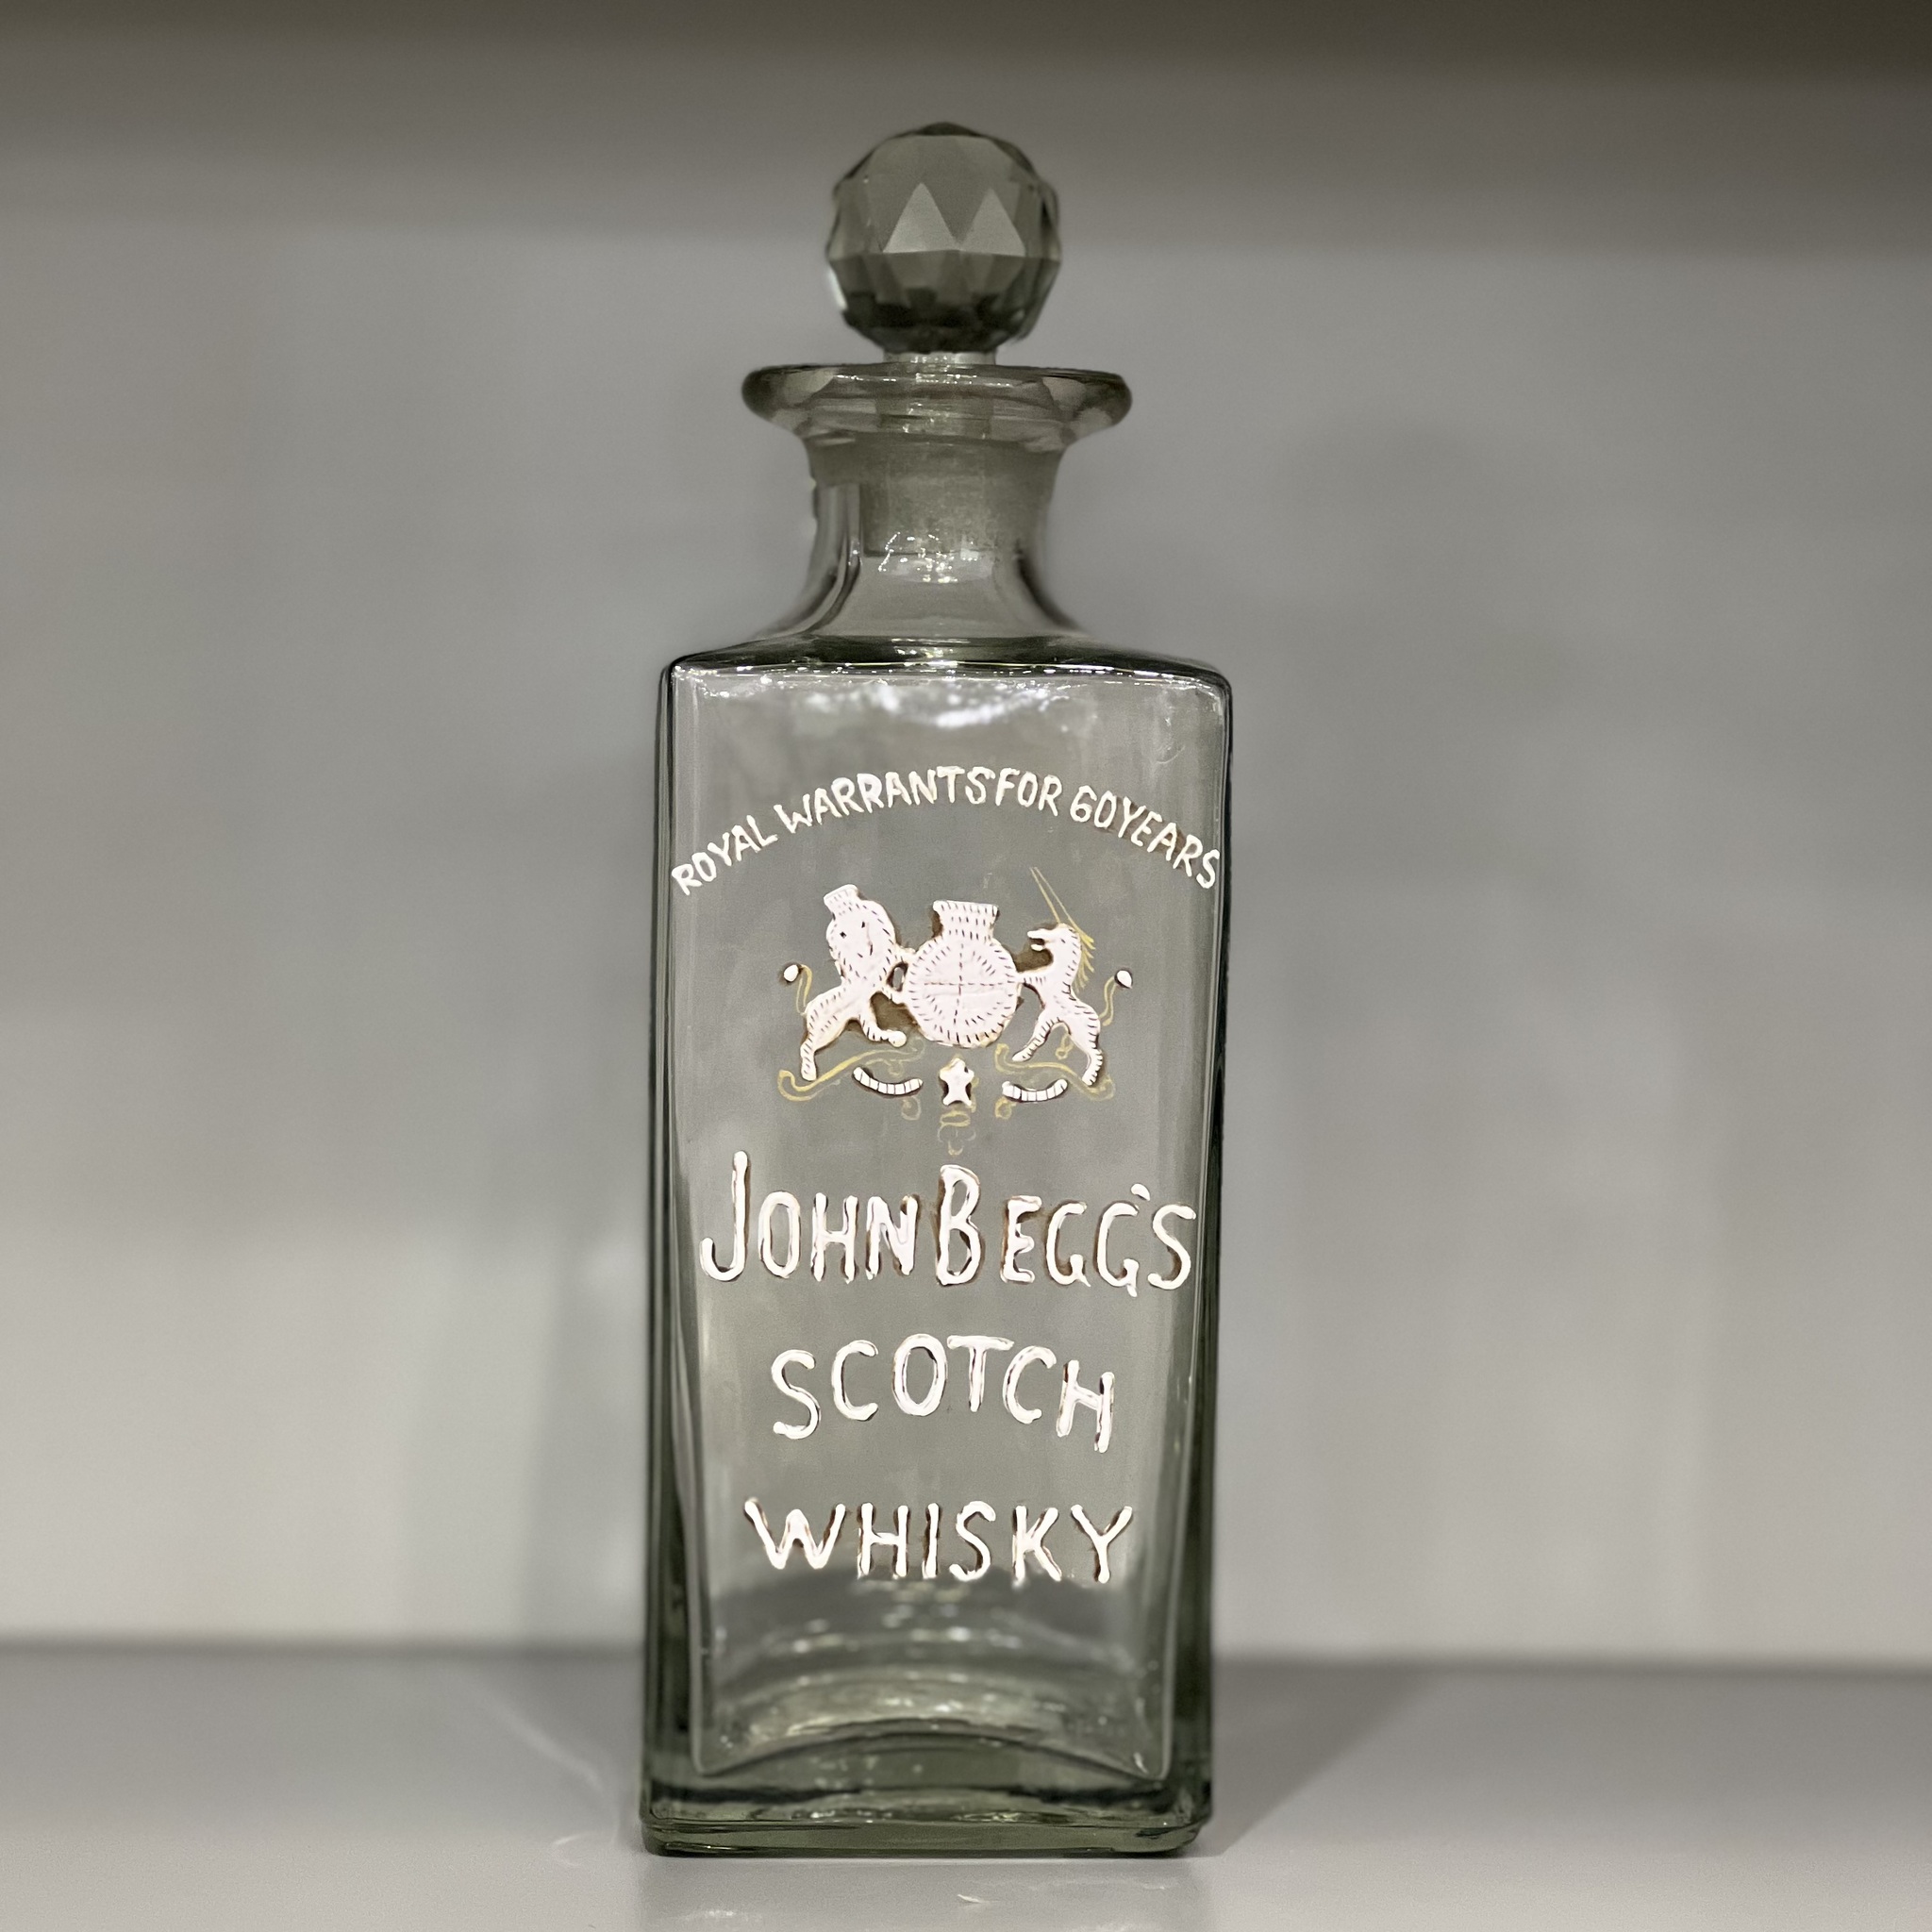 ROYAL WARRANTS FOR 60 YEARS
JOHN BEGG'S
SCOTCH
WHISKY